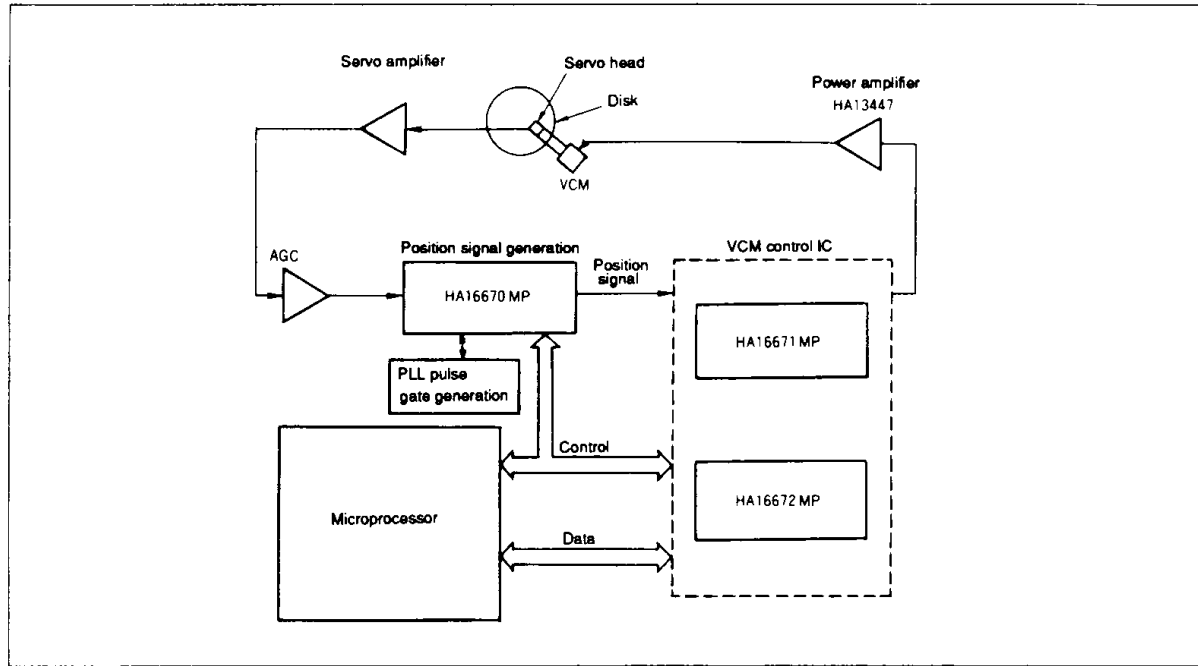 Servo amplifier
Servo head
Disk
Power amplifier
HA13447
VCM
AGC
Position signal generation
HA16670 MP
Position
signal
VCM control IC
HA16671 MP
PLL pulse
gate generation
Control
HA16672 MP
Microprocessor
Data